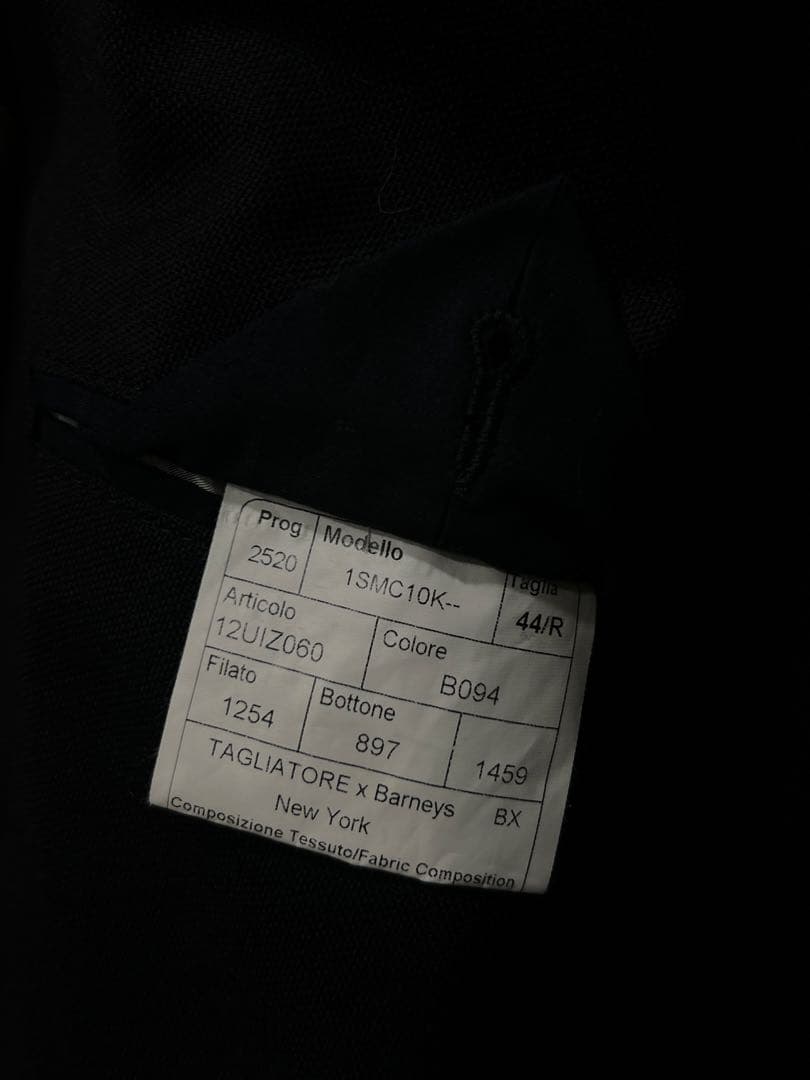 Prog Modello Taglia
2520 1SMC10K-- 44/R
Articolo Colore
12UIZ060 B094
Filato Bottone
1254 897 1459
TAGLIATORE x Barneys BX
New York
Composizione Tessuto/Fabric Composition